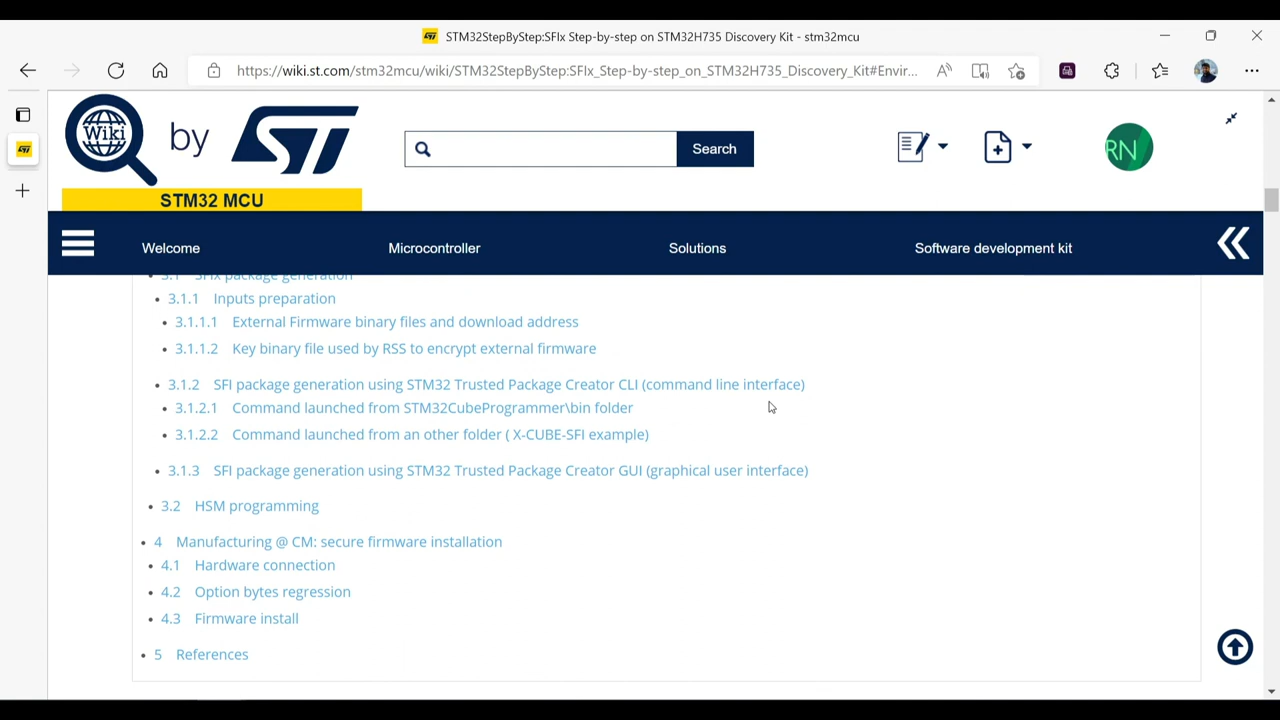 STM32StepByStep:SFIx Step-by-step on STM32H735 Discovery Kit - stm32mcu
https://wiki.st.com/stm32mcu/wiki/STM32StepByStep:SFIx_Step-by-step_on_STM32H735_Discovery_Kit#Envir...
Wiki by ST
Search
RN
STM32 MCU
Welcome Microcontroller Solutions Software development kit
3.1 SFIx package generation
3.1.1 Inputs preparation
3.1.1.1 External Firmware binary files and download address
3.1.1.2 Key binary file used by RSS to encrypt external firmware
3.1.2 SFI package generation using STM32 Trusted Package Creator CLI (command line interface)
3.1.2.1 Command launched from STM32CubeProgrammer\bin folder
3.1.2.2 Command launched from an other folder ( X-CUBE-SFI example)
3.1.3 SFI package generation using STM32 Trusted Package Creator GUI (graphical user interface)
3.2 HSM programming
4 Manufacturing @ CM: secure firmware installation
4.1 Hardware connection
4.2 Option bytes regression
4.3 Firmware install
5 References